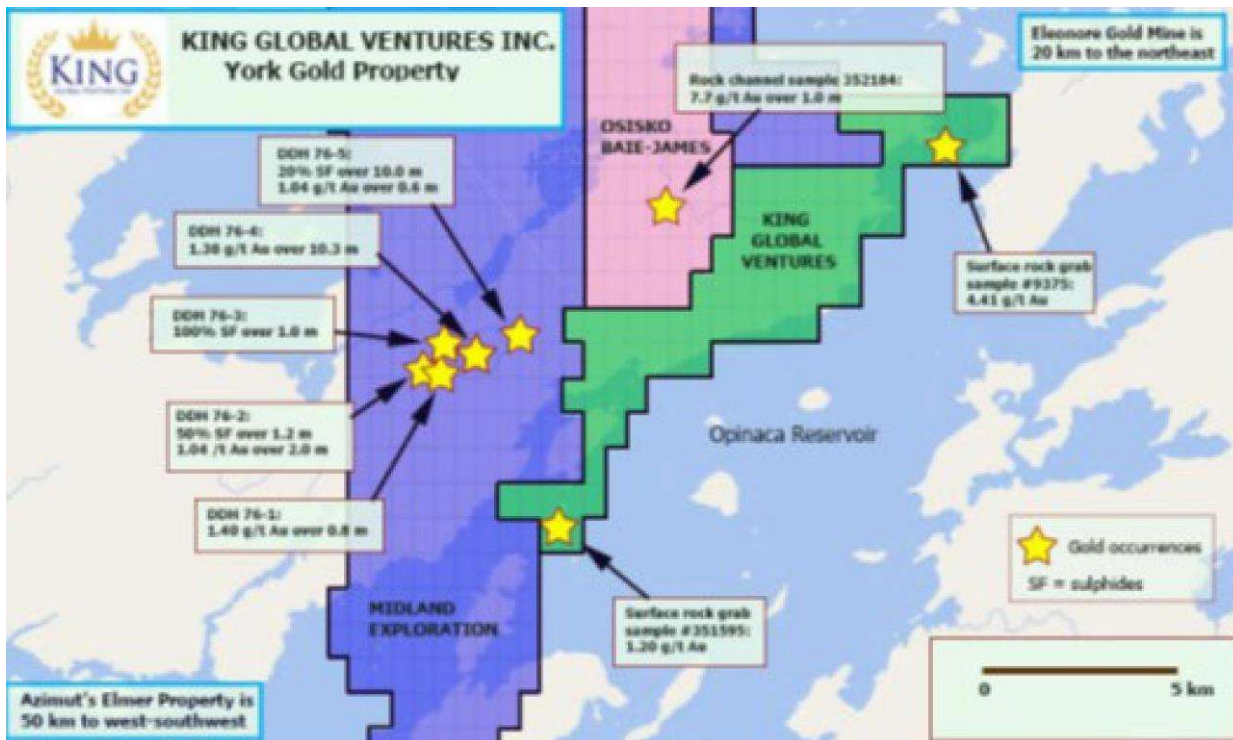 KING
KING GLOBAL VENTURES INC.
York Gold Property
Eleonore Gold Mine is
20 km to the northeast
Rock channel sample 352184:
7.7 g/t Au over 1.0 m
OSISKO
BAIE-JAMES
DDH 76-5:
20% SF over 10.0 m
1.04 g/t Au over 0.6 m
DDH 76-4:
1.38 g/t Au over 10.3 m
KING
GLOBAL
VENTURES
Surface rock grab
sample #9375:
4.41 g/t Au
DDH 76-3:
100% SF over 1.0 m
DDH 76-2:
50% SF over 1.2 m
1.04 /t Au over 2.0 m
Opinaca Reservoir
DDH 76-1:
1.40 g/t Au over 0.8 m
Gold occurrences
SF = sulphides
MIDLAND
EXPLORATION
Surface rock grab
sample #351595:
1.20 g/t Au
0
5 km
Azimut's Elmer Property is
50 km to west-southwest